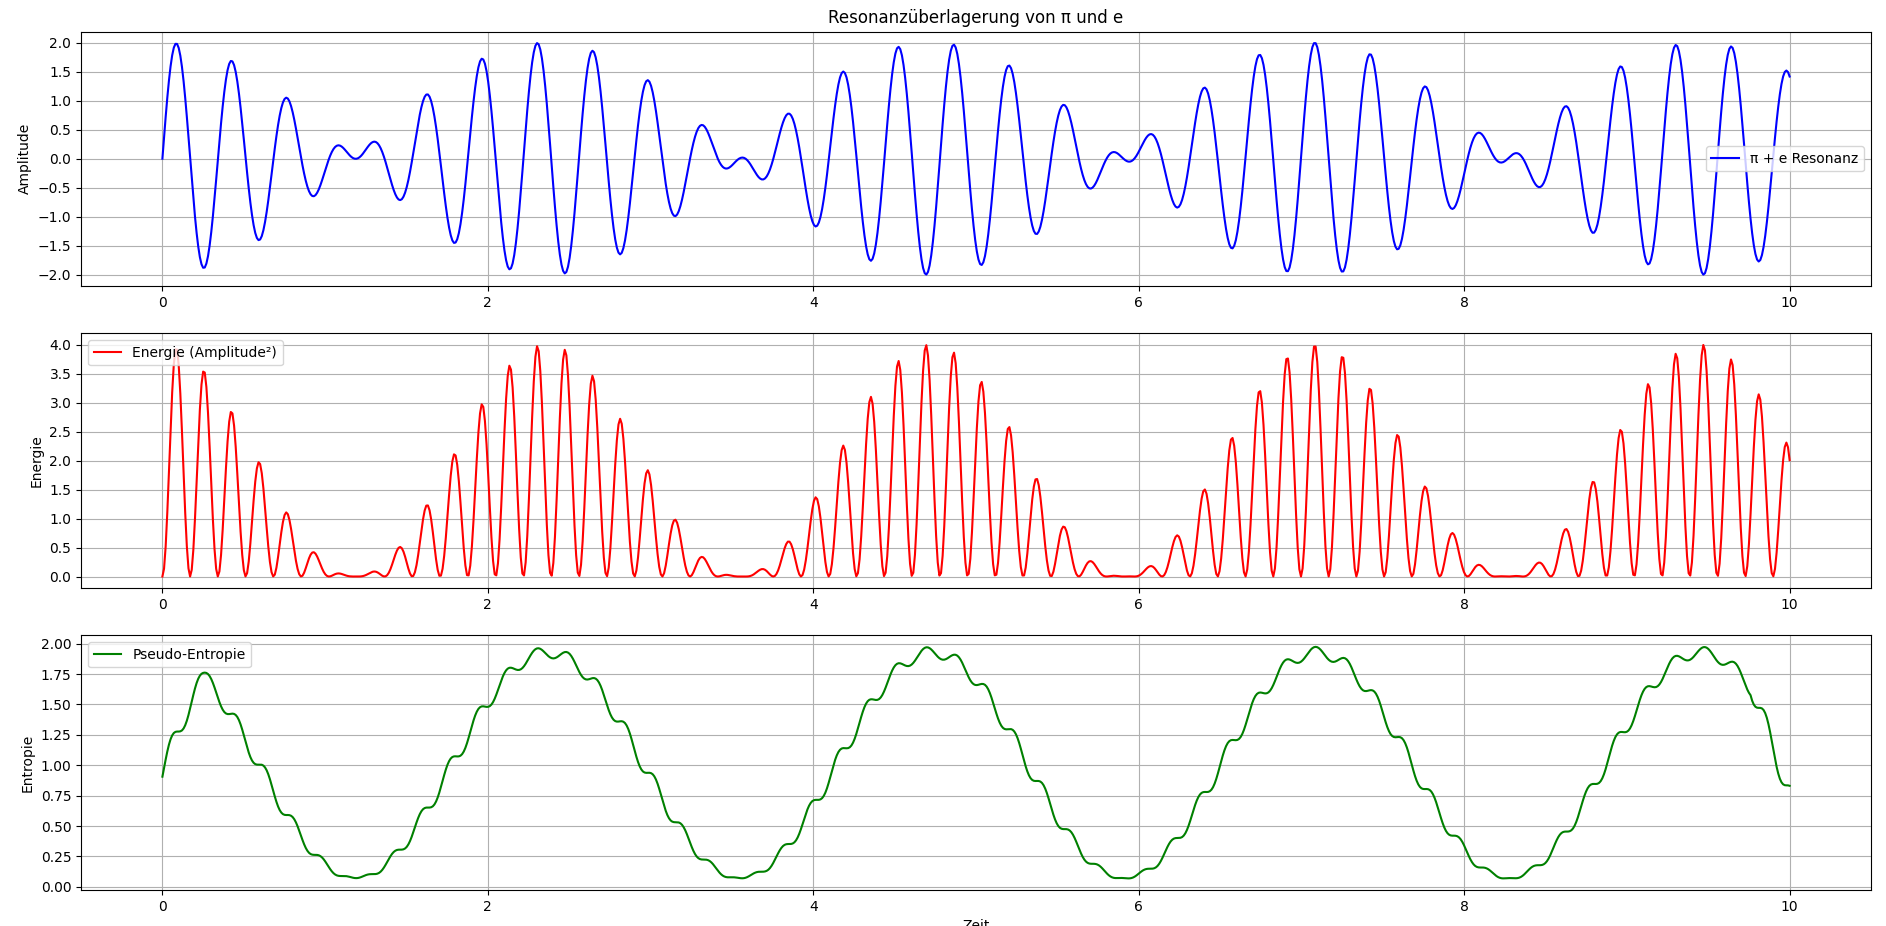 Resonanzüberlagerung von π und e
Amplitude
2.0
1.5
1.0
0.5
0.0
−0.5
−1.0
−1.5
−2.0
π + e Resonanz
0 2 4 6 8 10
Energie
4.0
3.5
3.0
2.5
2.0
1.5
1.0
0.5
0.0
Energie (Amplitude²)
0 2 4 6 8 10
Entropie
2.00
1.75
1.50
1.25
1.00
0.75
0.50
0.25
0.00
Pseudo-Entropie
0 2 4 6 8 10
Zeit